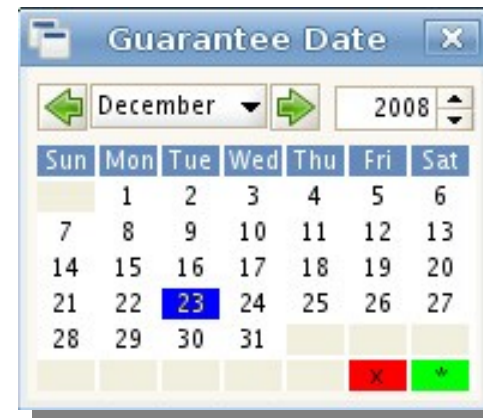 Guarantee Date
December 2008
Sun Mon Tue Wed Thu Fri Sat
1 2 3 4 5 6
7 8 9 10 11 12 13
14 15 16 17 18 19 20
21 22 23 24 25 26 27
28 29 30 31
x *